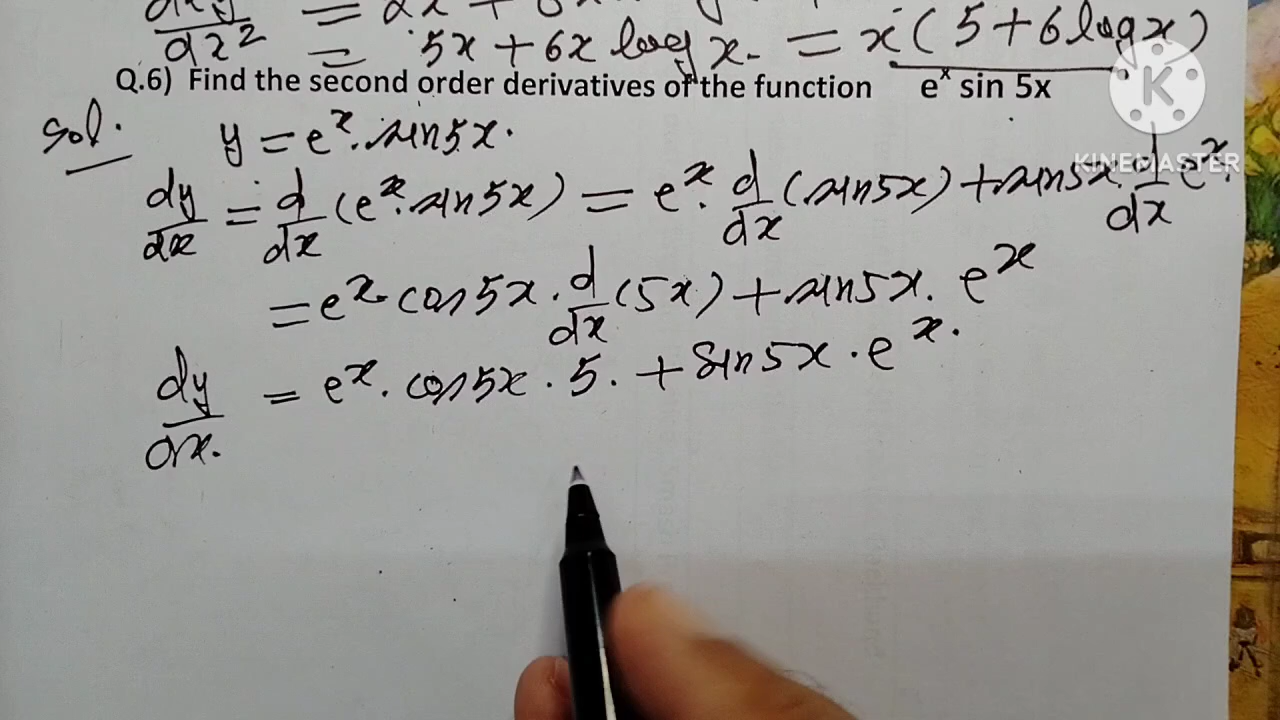 = 5x + 6x log x. = x(5 + 6 log x)
Q.6) Find the second order derivatives of the function e^x sin 5x
Sol. y = e^x. sin5x.
dy/dx = d/dx (e^x. sin5x) = e^x. d/dx (sin5x) + sin5x. d/dx e^x.
= e^x. cos5x . d/dx (5x) + sin5x. e^x
dy/dx. = e^x. cos5x . 5. + sin5x . e^x.
K
KINEMASTER